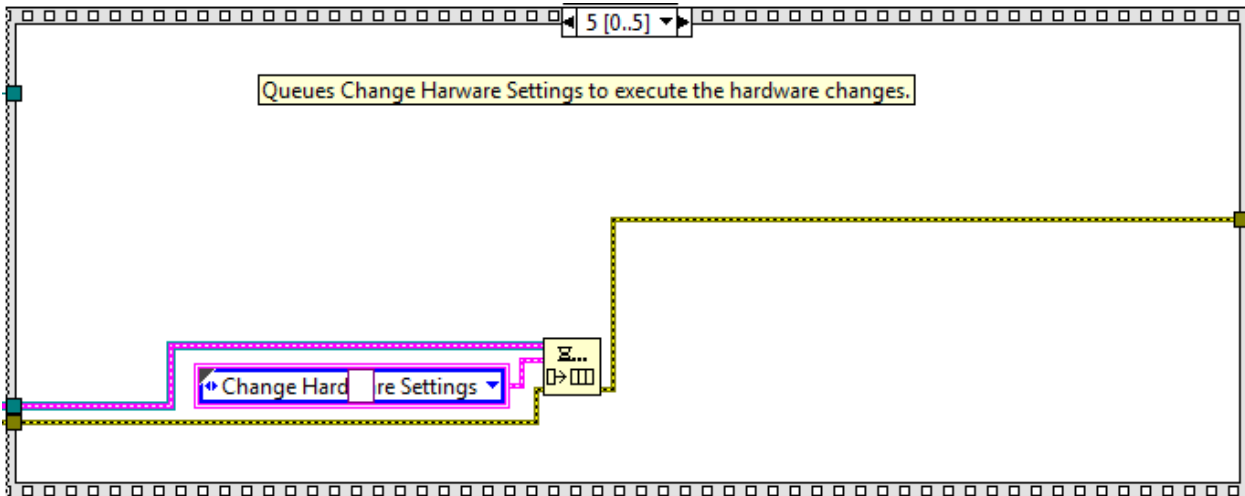 5 [0..5]
Queues Change Harware Settings to execute the hardware changes.
Change Hard re Settings